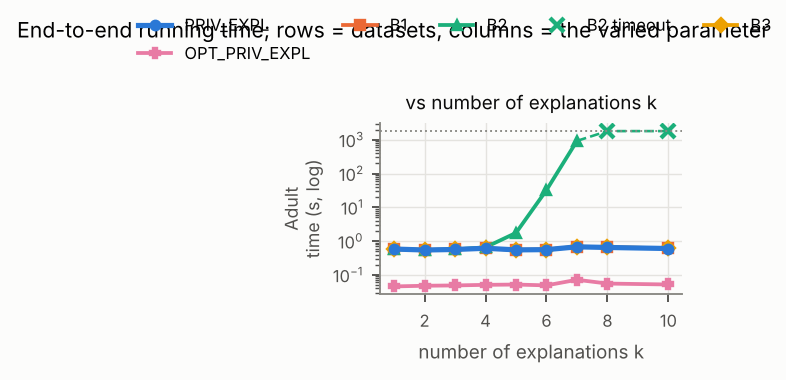 End-to-end running time; rows = datasets, columns = the varied parameter
PRIV_EXPL B1 B2 B2 timeout B3
OPT_PRIV_EXPL
vs number of explanations k
Adult
time (s, log)
10³
10²
10¹
10⁰
10⁻¹
2 4 6 8 10
number of explanations k